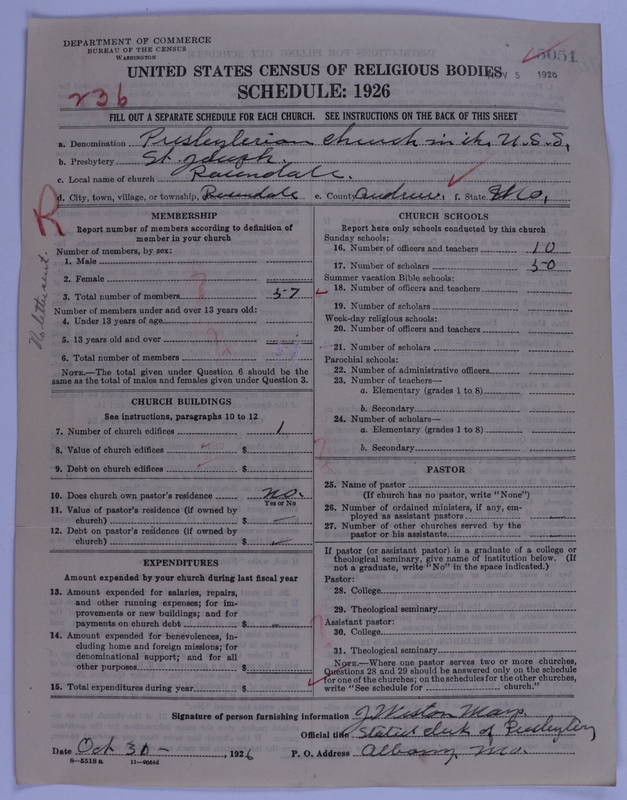 DEPARTMENT OF COMMERCE
BUREAU OF THE CENSUS
WASHINGTON
5051
NOV 5 1926
UNITED STATES CENSUS OF RELIGIOUS BODIES
236
SCHEDULE: 1926
FILL OUT A SEPARATE SCHEDULE FOR EACH CHURCH. SEE INSTRUCTIONS ON THE BACK OF THIS SHEET
a. Denomination Presbyterian church in the U.S.A.
b. Presbytery St. Joseph.
c. Local name of church Rosendale.
d. City, town, village, or township, Rosendale e. County Andrew, f. State Mo,
R
No letter sent.
MEMBERSHIP
Report number of members according to definition of
member in your church
Number of members, by sex:
1. Male
2. Female
3. Total number of members 57
Number of members under and over 13 years old:
4. Under 13 years of age
5. 13 years old and over
6. Total number of members
NOTE.—The total given under Question 6 should be
same as the total of males and females given under Question 3.
CHURCH BUILDINGS
See instructions, paragraphs 10 to 12
7. Number of church edifices 1
8. Value of church edifices $
9. Debt on church edifices $
10. Does church own pastor's residence no.
Yes or No
11. Value of pastor's residence (if owned by
church) $
12. Debt on pastor's residence (if owned by
church) $
EXPENDITURES
Amount expended by your church during last fiscal year
13. Amount expended for salaries, repairs,
and other running expenses; for im-
provements or new buildings; and for
payments on church debt $
14. Amount expended for benevolences, in-
cluding home and foreign missions; for
denominational support; and for all
other purposes $
15. Total expenditures during year $
CHURCH SCHOOLS
Report here only schools conducted by this church
Sunday schools:
16. Number of officers and teachers 10
17. Number of scholars 50
Summer vacation Bible schools:
18. Number of officers and teachers
19. Number of scholars
Week-day religious schools:
20. Number of officers and teachers
21. Number of scholars
Parochial schools:
22. Number of administrative officers
23. Number of teachers—
a. Elementary (grades 1 to 8)
b. Secondary
24. Number of scholars—
a. Elementary (grades 1 to 8)
b. Secondary
PASTOR
25. Name of pastor
(If church has no pastor, write "None")
26. Number of ordained ministers, if any, em-
ployed as assistant pastors
27. Number of other churches served by the
pastor or his assistants
If pastor (or assistant pastor) is a graduate of a college or
theological seminary, give name of institution below. (If
not a graduate, write "No" in the space indicated.)
Pastor:
28. College
29. Theological seminary
Assistant pastor:
30. College
31. Theological seminary
NOTE.—Where one pastor serves two or more churches,
Questions 28 and 29 should be answered only on the schedule
for one of the churches; on the schedules for the other churches,
write "See schedule for church."
Signature of person furnishing information J Weston
Official title Stated clerk of Presbytery
Date Oct 30 - , 1926 P. O. Address Albany Mo.
8-5518 a